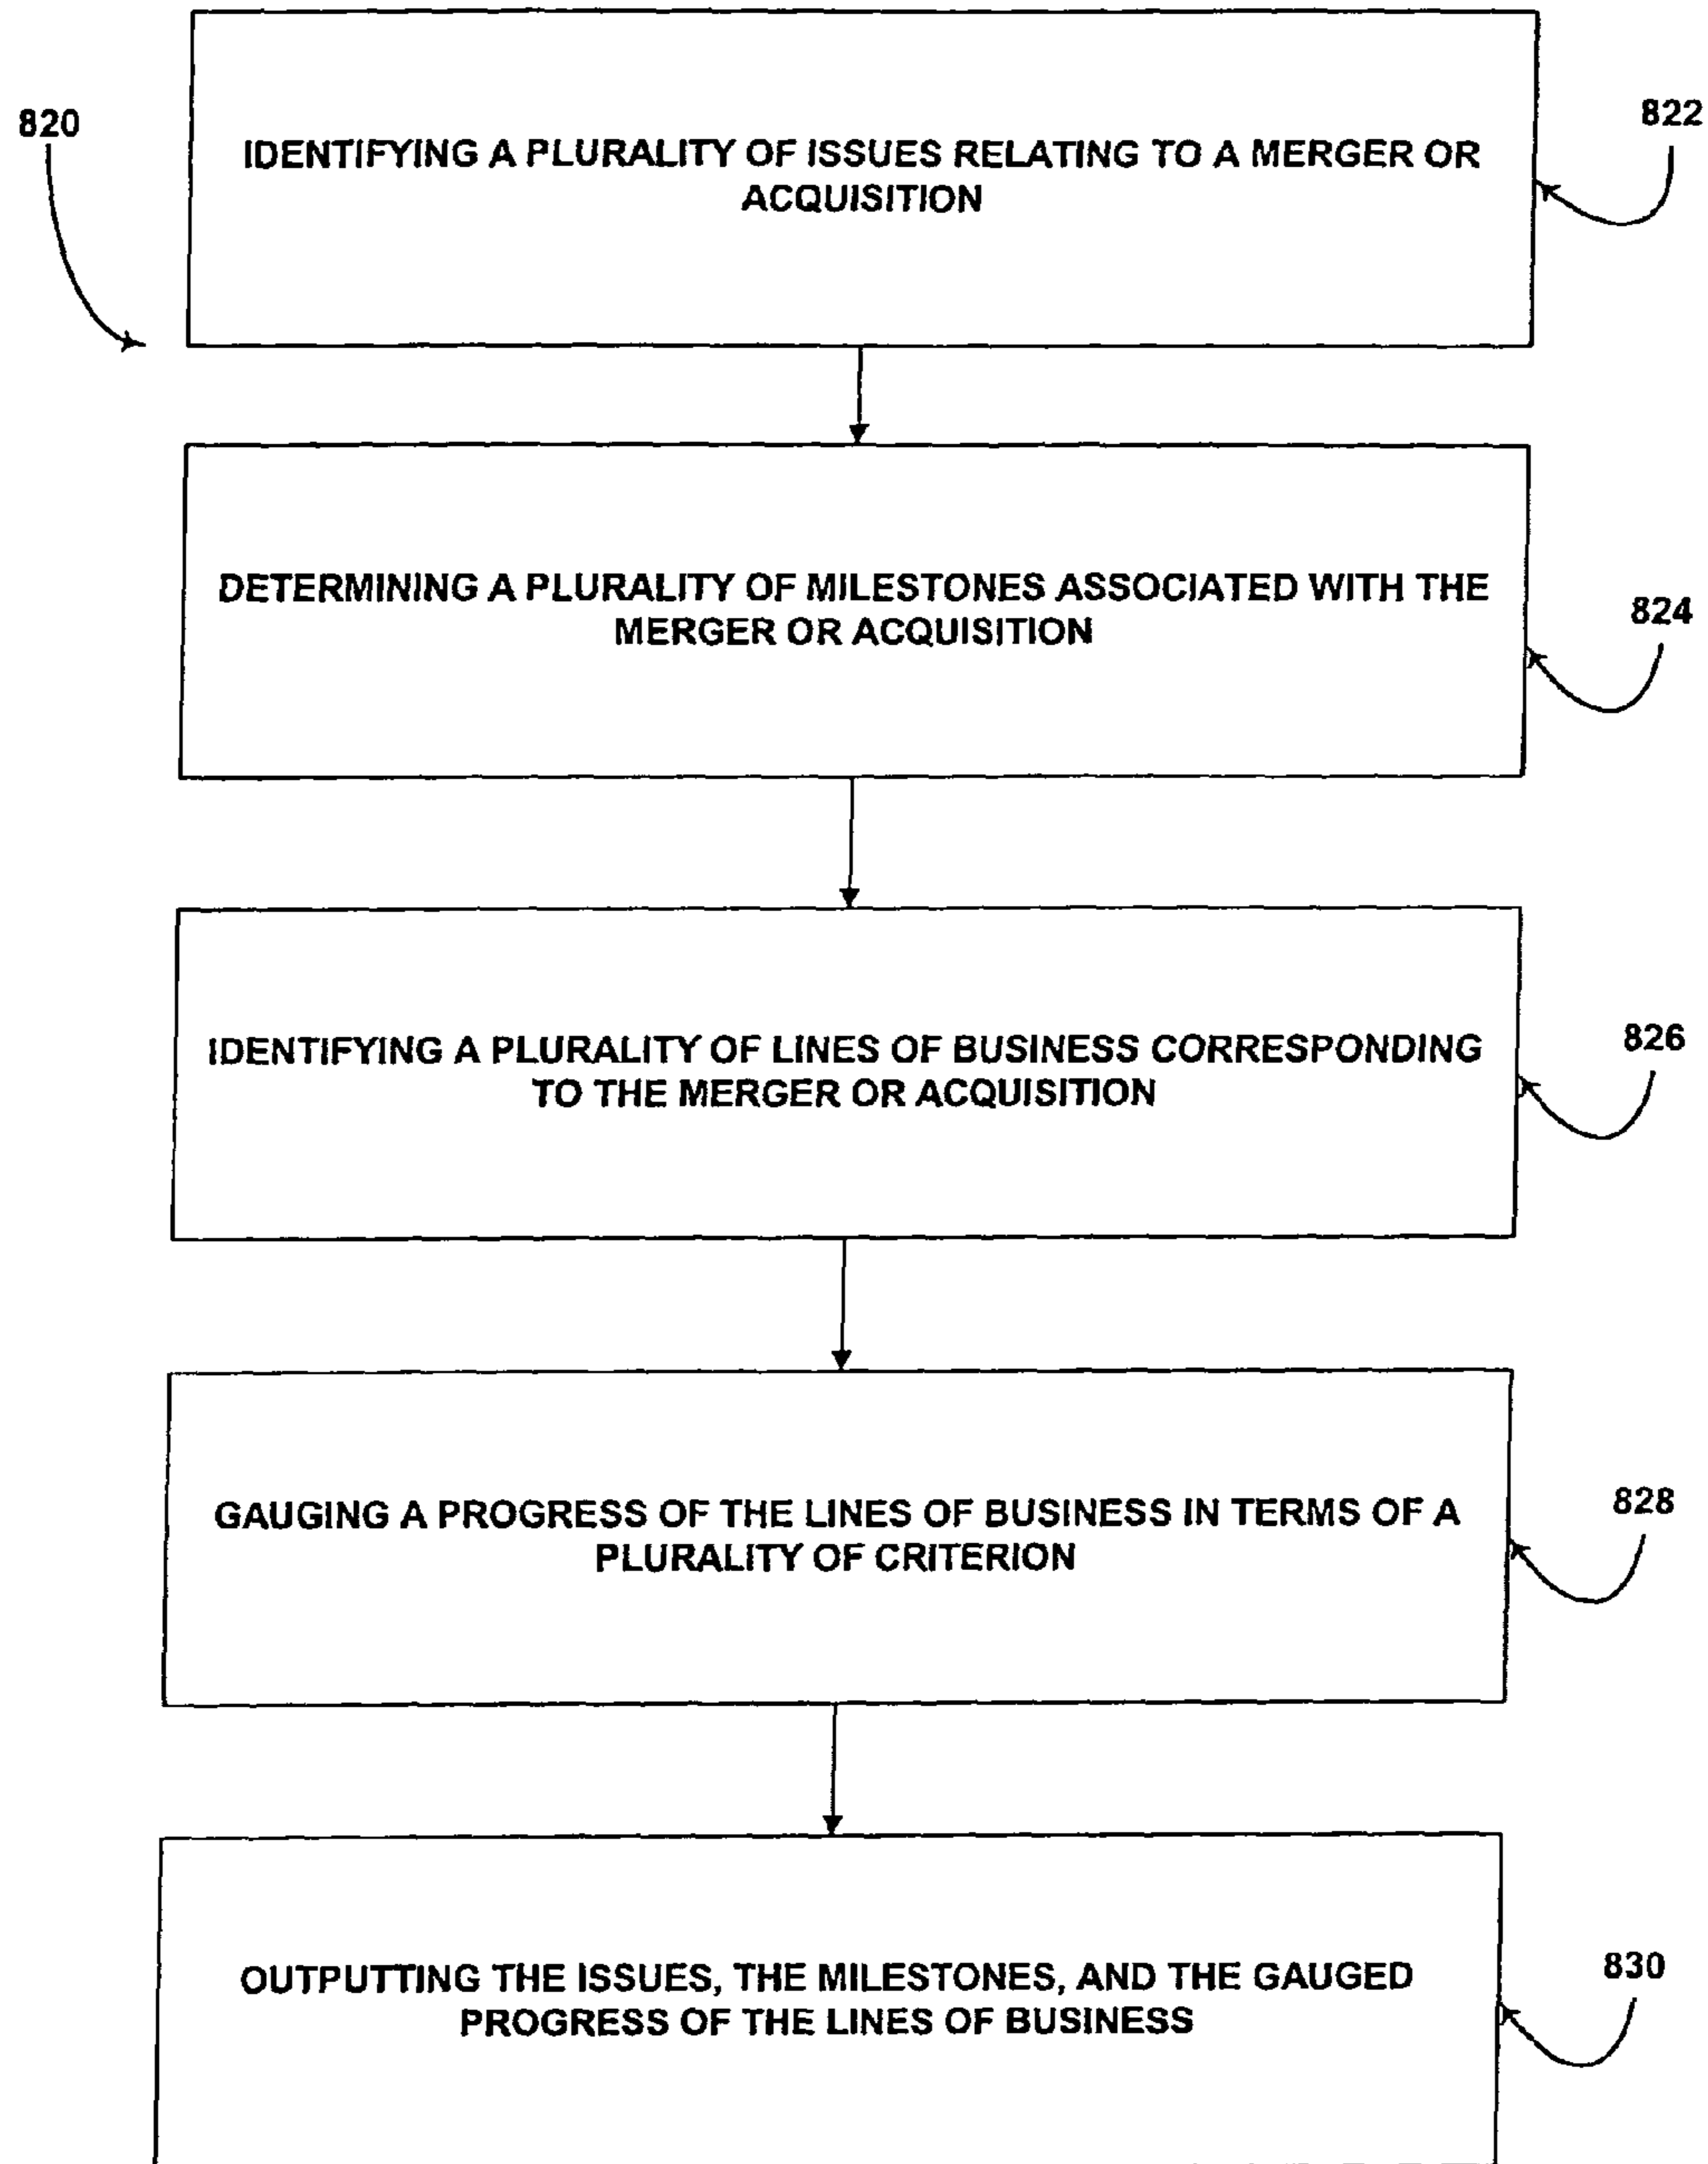 820
822
IDENTIFYING A PLURALITY OF ISSUES RELATING TO A MERGER OR
ACQUISITION
DETERMINING A PLURALITY OF MILESTONES ASSOCIATED WITH THE
MERGER OR ACQUISITION
824
IDENTIFYING A PLURALITY OF LINES OF BUSINESS CORRESPONDING
TO THE MERGER OR ACQUISITION
826
GAUGING A PROGRESS OF THE LINES OF BUSINESS IN TERMS OF A
PLURALITY OF CRITERION
828
OUTPUTTING THE ISSUES, THE MILESTONES, AND THE GAUGED
PROGRESS OF THE LINES OF BUSINESS
830